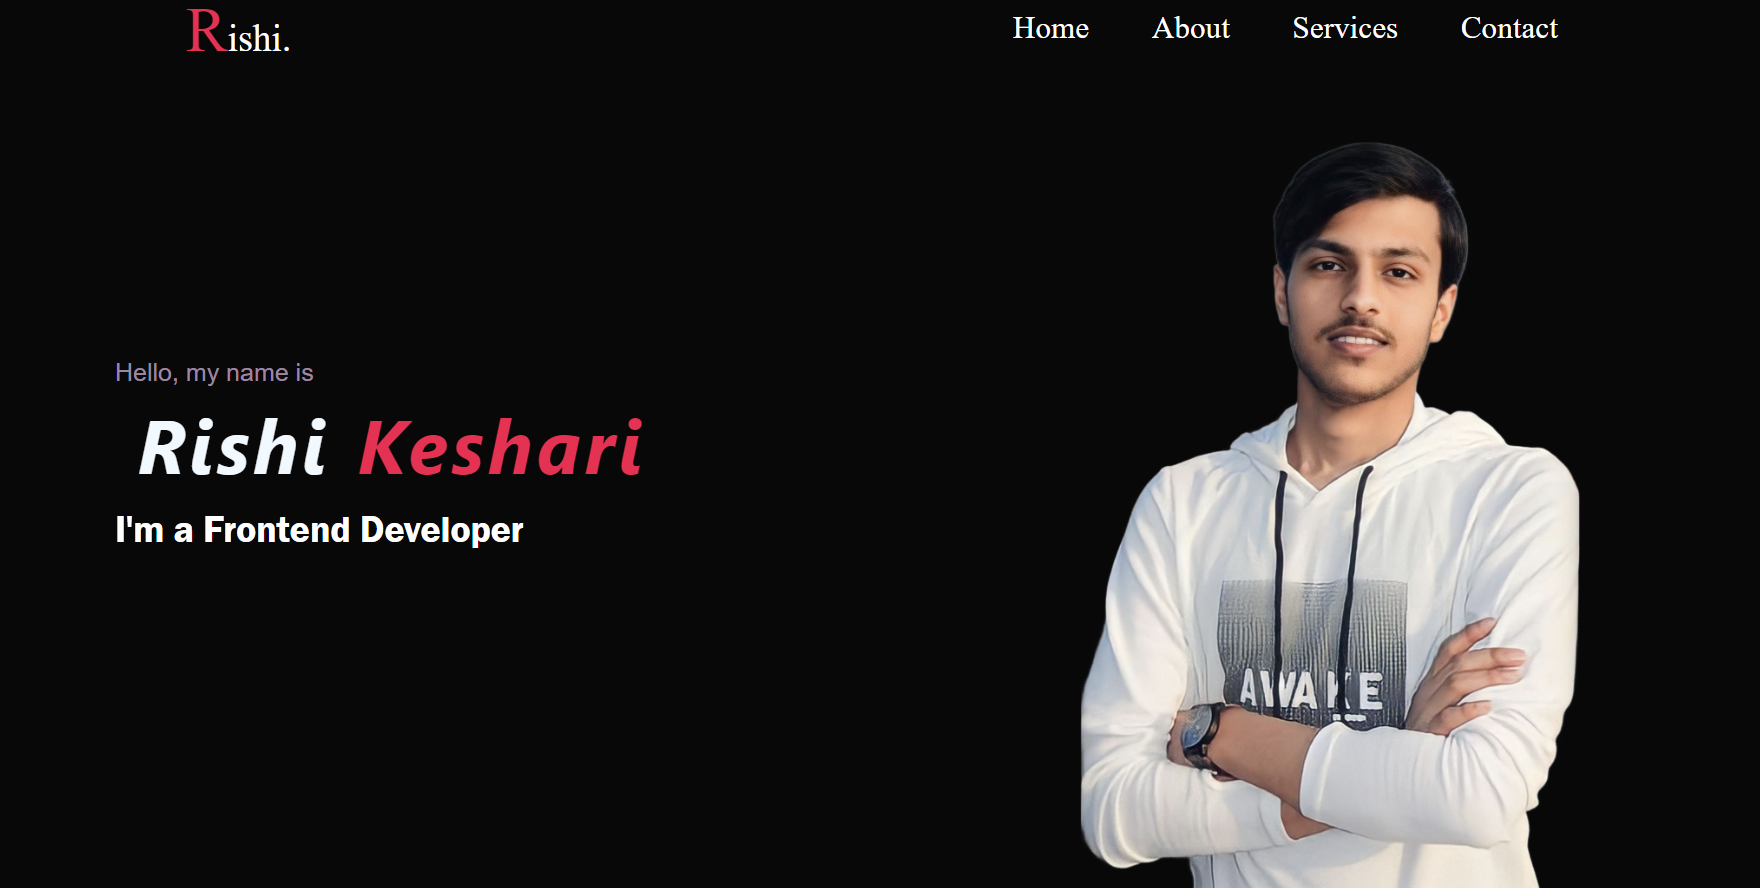 Rishi.
Home About Services Contact
Hello, my name is
Rishi Keshari
I'm a Frontend Developer
AWAKE